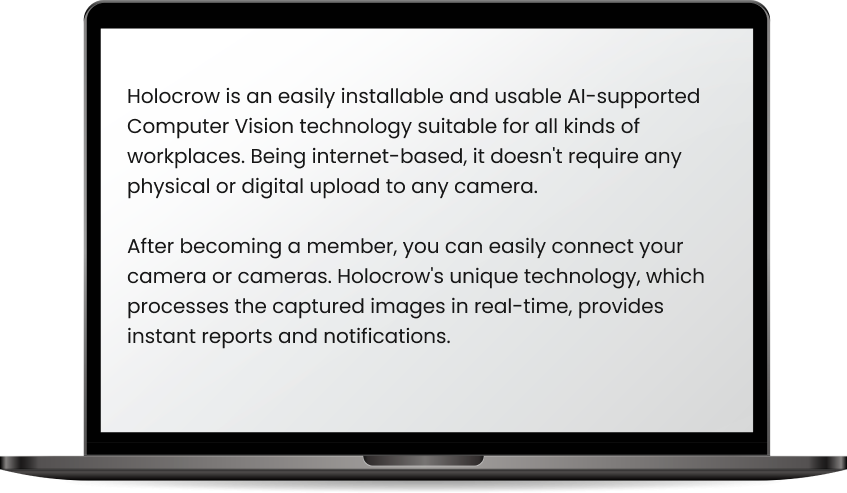 Holocrow is an easily installable and usable AI-supported
Computer Vision technology suitable for all kinds of
workplaces. Being internet-based, it doesn't require any
physical or digital upload to any camera.
After becoming a member, you can easily connect your
camera or cameras. Holocrow's unique technology, which
processes the captured images in real-time, provides
instant reports and notifications.